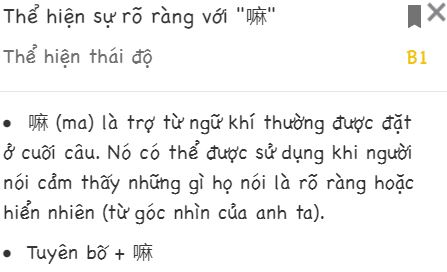 Thể hiện sự rõ ràng với "嘛"
Thể hiện thái độ B1
• 嘛 (ma) là trợ từ ngữ khí thường được đặt
ở cuối câu. Nó có thể được sử dụng khi người
nói cảm thấy những gì họ nói là rõ ràng hoặc
hiển nhiên (từ góc nhìn của anh ta).
• Tuyên bố + 嘛